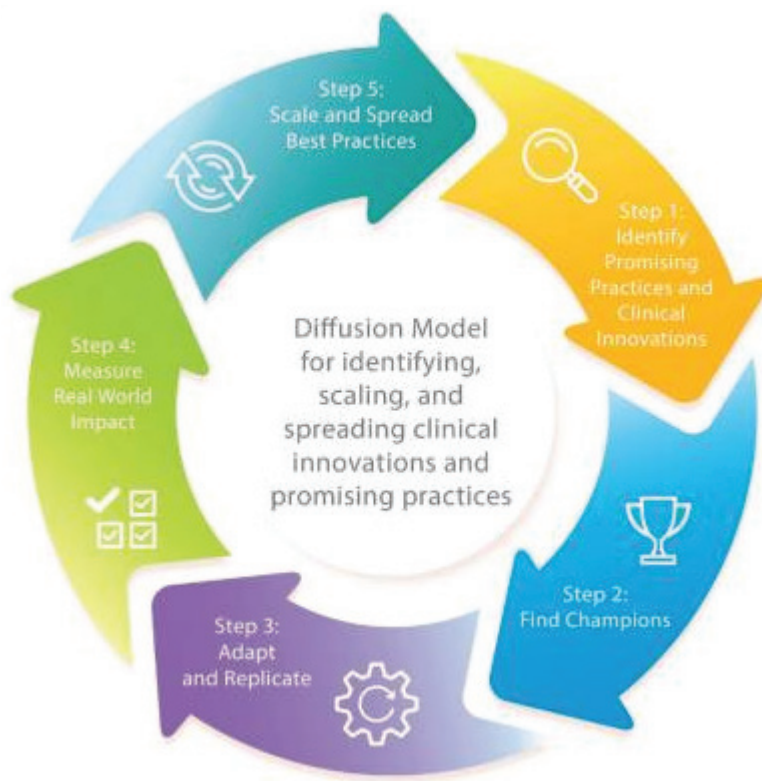 Diffusion Model
for identifying,
scaling, and
spreading clinical
innovations and
promising practices
Step 1:
Identify
Promising
Practices and
Clinical
Innovations
Step 2:
Find Champions
Step 3:
Adapt
and Replicate
Step 4:
Measure
Real World
Impact
Step 5:
Scale and Spread
Best Practices